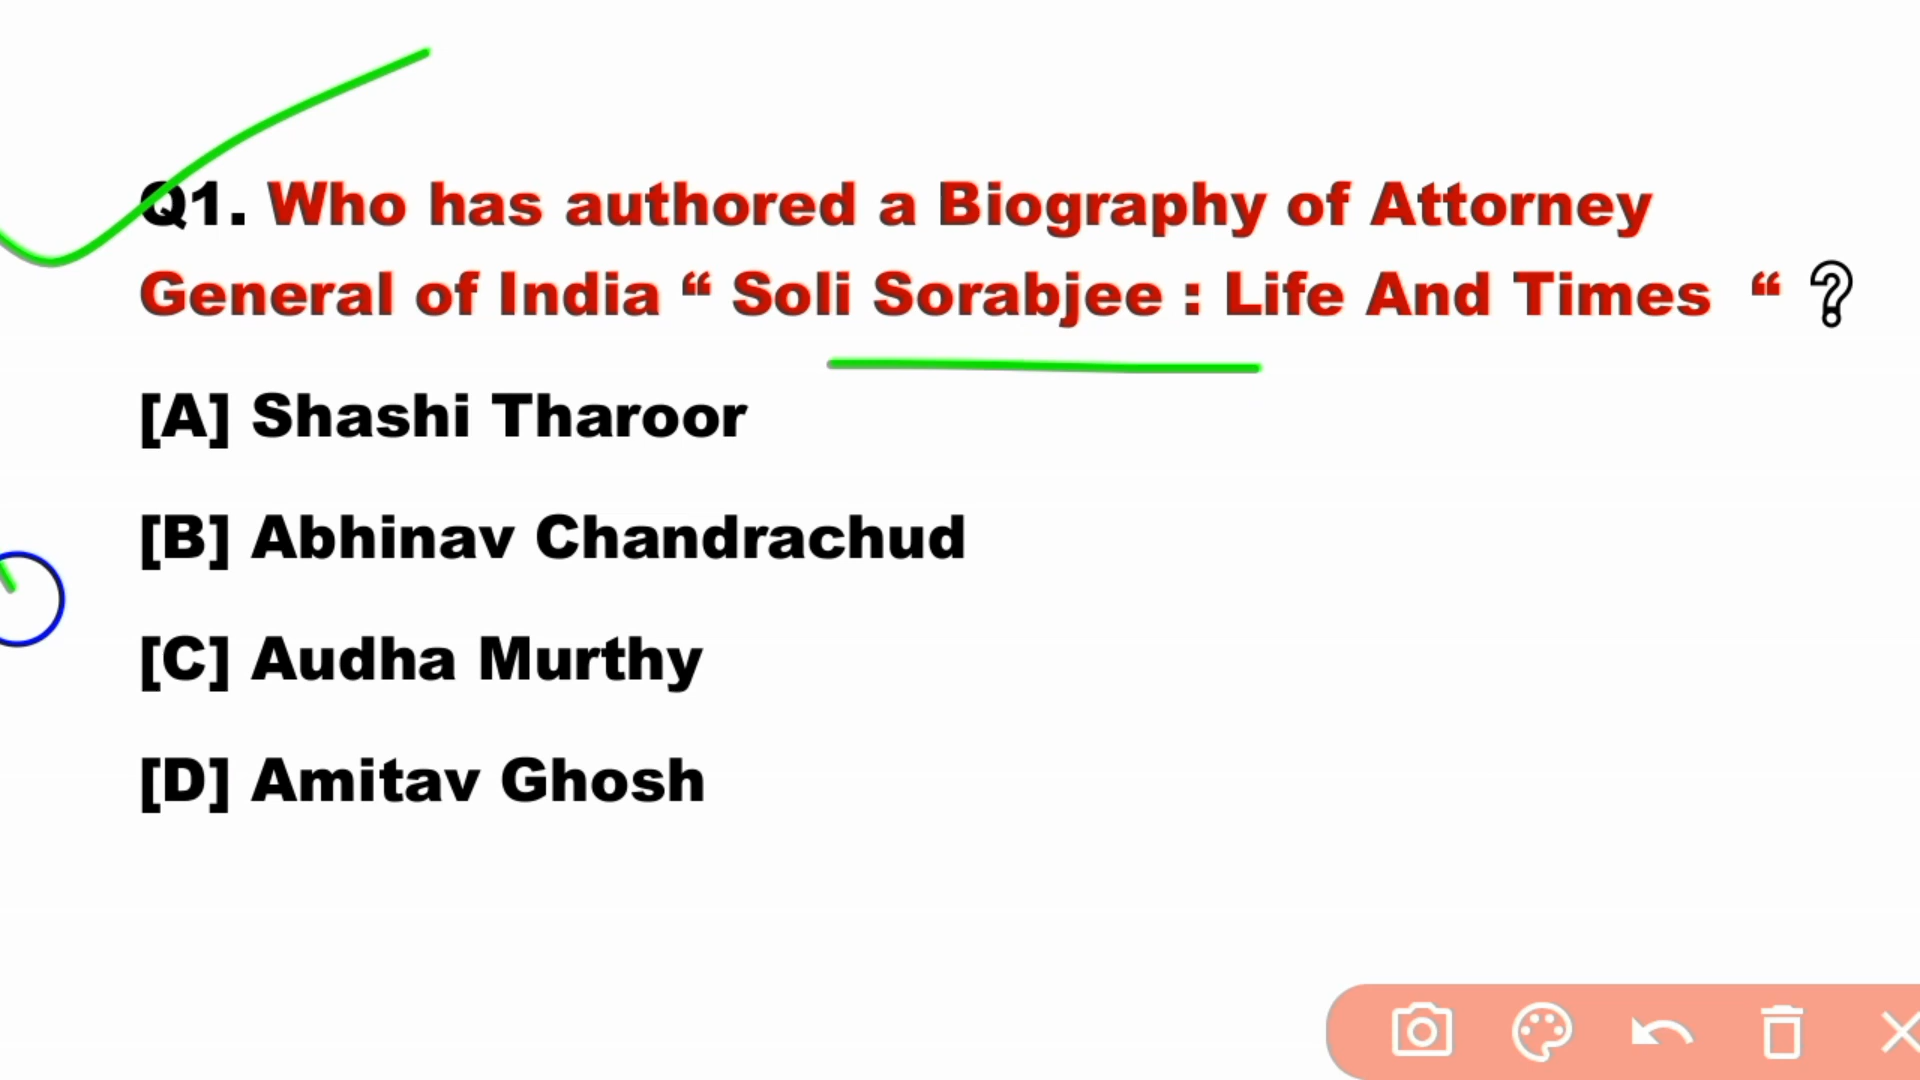 Q1. Who has authored a Biography of Attorney
General of India “ Soli Sorabjee : Life And Times “ ?
[A] Shashi Tharoor
[B] Abhinav Chandrachud
[C] Audha Murthy
[D] Amitav Ghosh